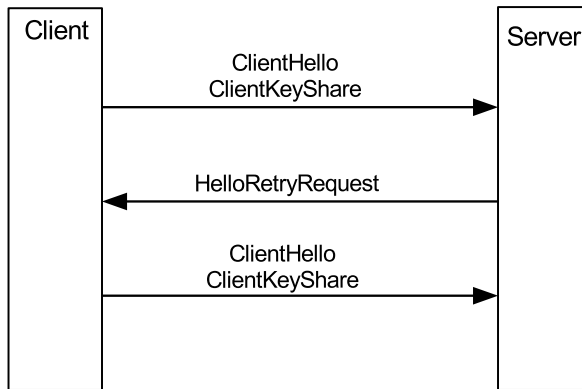 Client
Server
ClientHello
ClientKeyShare
HelloRetryRequest
ClientHello
ClientKeyShare